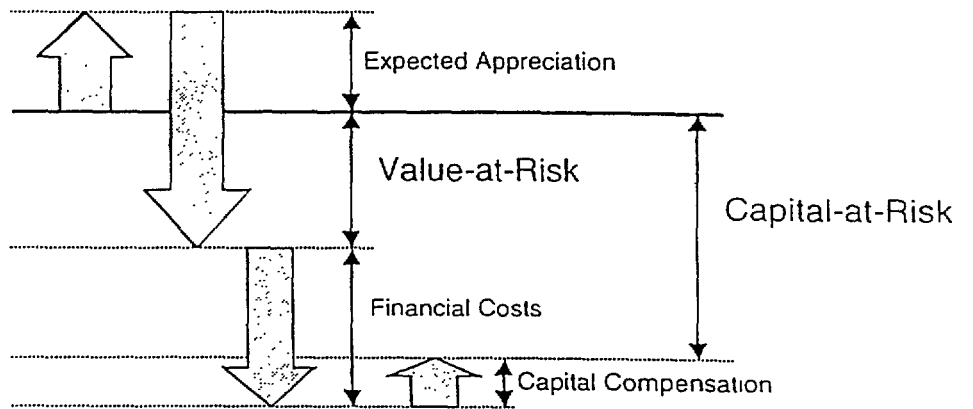 Expected Appreciation
Value-at-Risk
Capital-at-Risk
Financial Costs
Capital Compensation